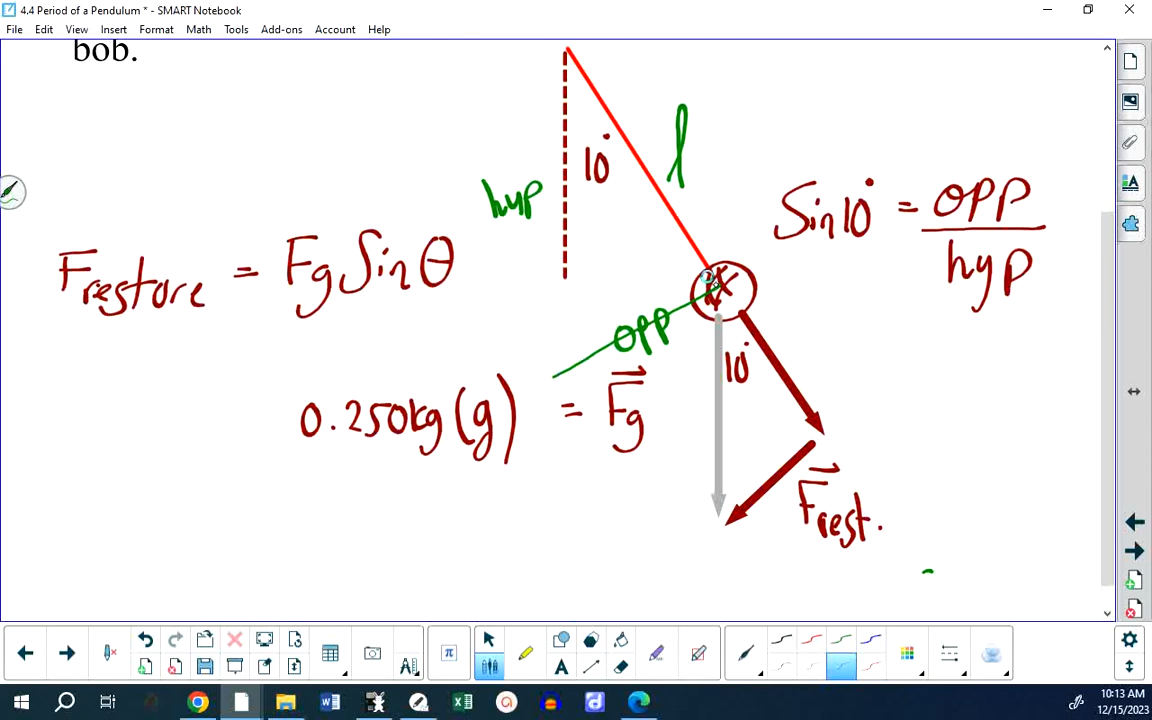 4.4 Period of a Pendulum * - SMART Notebook
File Edit View Insert Format Math Tools Add-ons Account Help
bob.
10°
l
hyp
Sin10° = opp
hyp
Frestore = Fg Sinθ
opp
10°
0.250kg(g) = Fg
Frest.
10:13 AM
12/15/2023